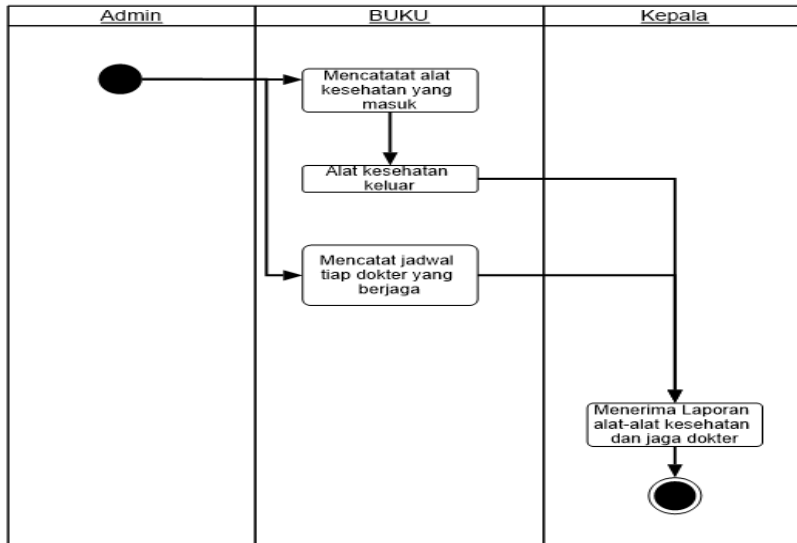 Admin
BUKU
Kepala
Mencatatat alat
kesehatan yang
masuk
Alat kesehatan
keluar
Mencatat jadwal
tiap dokter yang
berjaga
Menerima Laporan
alat-alat kesehatan
dan jaga dokter